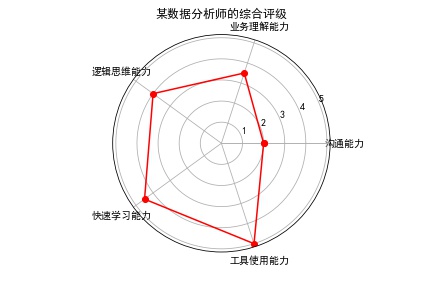 某数据分析师的综合评级
业务理解能力
逻辑思维能力
5
4
3
2
1
沟通能力
快速学习能力
工具使用能力